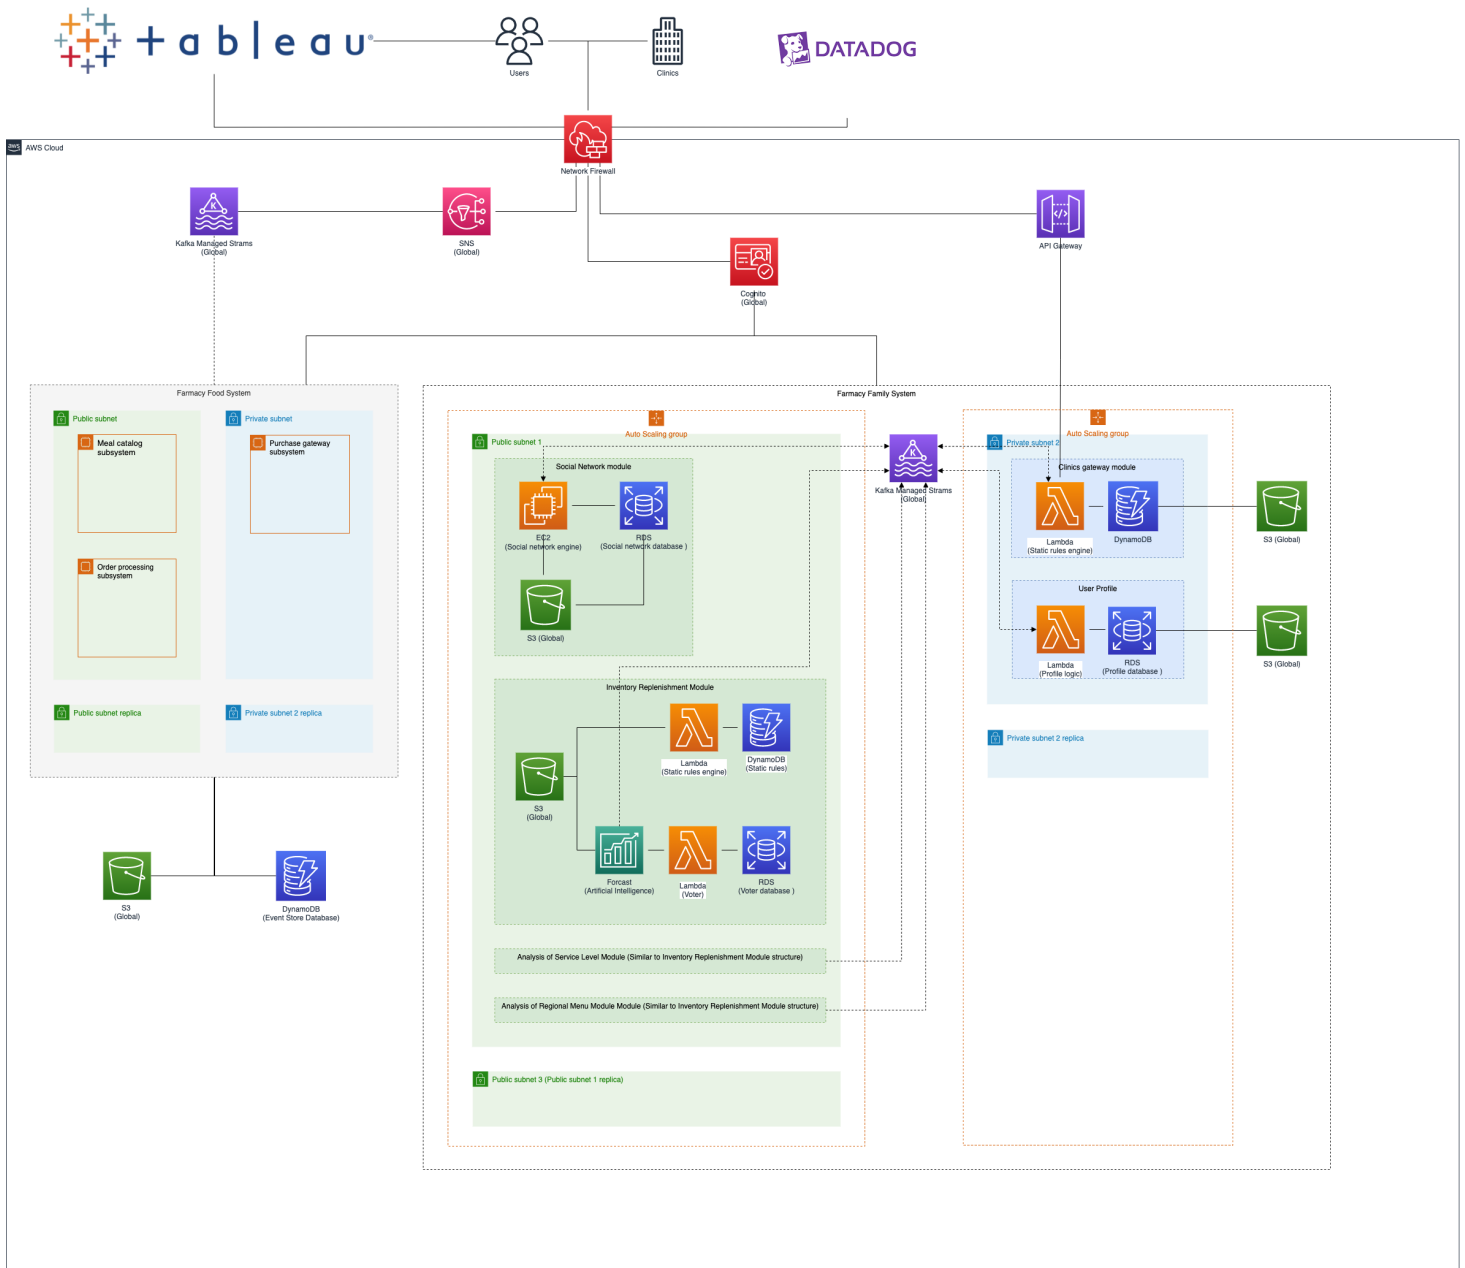 +ableau®
Users
Clinics
DATADOG
aws
AWS Cloud
Network Firewall
K
Kafka Managed Strams
(Global)
SNS
(Global)
</>
API Gateway
Cognito
(Global)
Farmacy Food System
Public subnet
Meal catalog
subsystem
Order processing
subsystem
Private subnet
Purchase gateway
subsystem
Public subnet replica
Private subnet 2 replica
S3
(Global)
DynamoDB
(Event Store Database)
Farmacy Family System
Auto Scaling group
Public subnet 1
Social Network module
EC2
(Social network engine)
RDS
(Social network database )
S3 (Global)
Inventory Replenishment Module
Lambda
(Static rules engine)
DynamoDB
(Static rules)
S3
(Global)
Forcast
(Artificial Intelligence)
Lambda
(Voter)
RDS
(Voter database )
Analysis of Service Level Module (Similar to Inventory Replenishment Module structure)
Analysis of Regional Menu Module Module (Similar to Inventory Replenishment Module structure)
Public subnet 3 (Public subnet 1 replica)
K
Kafka Managed Strams
(Global)
Auto Scaling group
Private subnet 2
Clinics gateway module
Lambda
(Static rules engine)
DynamoDB
S3 (Global)
User Profile
Lambda
(Profile logic)
RDS
(Profile database )
S3 (Global)
Private subnet 2 replica